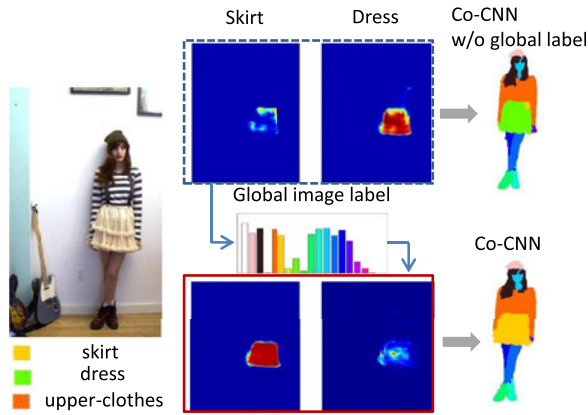 Skirt
Dress
Co-CNN
w/o global label
Global image label
Co-CNN
skirt
dress
upper-clothes